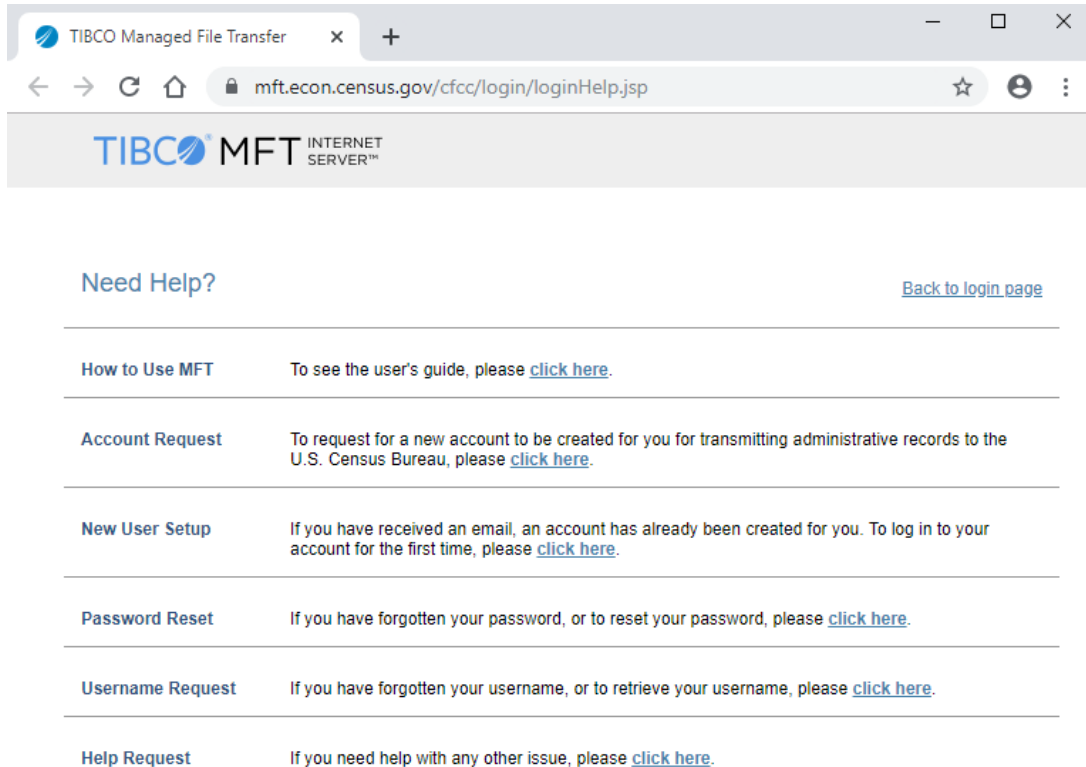 TIBCO Managed File Transfer
mft.econ.census.gov/cfcc/login/loginHelp.jsp
TIBCO® MFT INTERNET SERVER™
Need Help?
Back to login page
How to Use MFT To see the user's guide, please click here.
Account Request To request for a new account to be created for you for transmitting administrative records to the
U.S. Census Bureau, please click here.
New User Setup If you have received an email, an account has already been created for you. To log in to your
account for the first time, please click here.
Password Reset If you have forgotten your password, or to reset your password, please click here.
Username Request If you have forgotten your username, or to retrieve your username, please click here.
Help Request If you need help with any other issue, please click here.